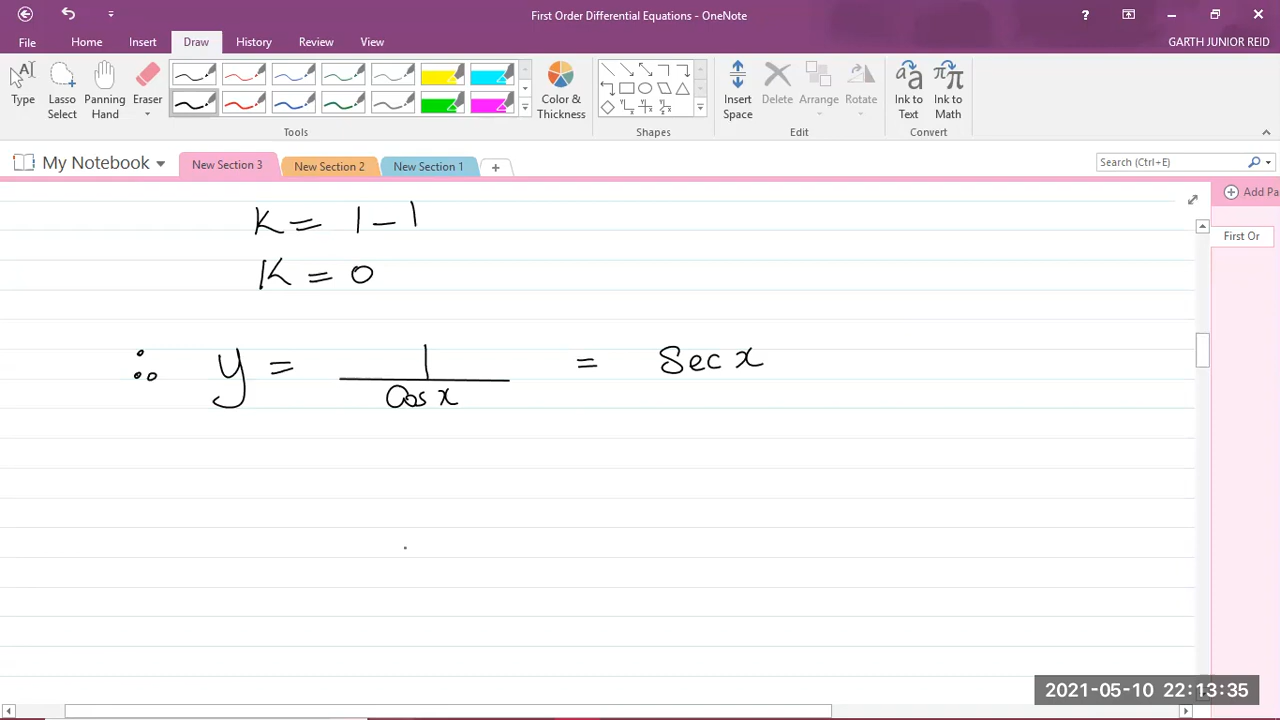 First Order Differential Equations - OneNote
File Home Insert Draw History Review View GARTH JUNIOR REID
Type Lasso Select Panning Hand Eraser Color & Thickness Insert Space Delete Arrange Rotate Ink to Text Ink to Math
Tools Shapes Edit Convert
My Notebook New Section 3 New Section 2 New Section 1 + Search (Ctrl+E)
Add Pa
First Or
K = 1 - 1
K = 0
∴ y = 1 / Cos x = Sec x
2021-05-10 22:13:35